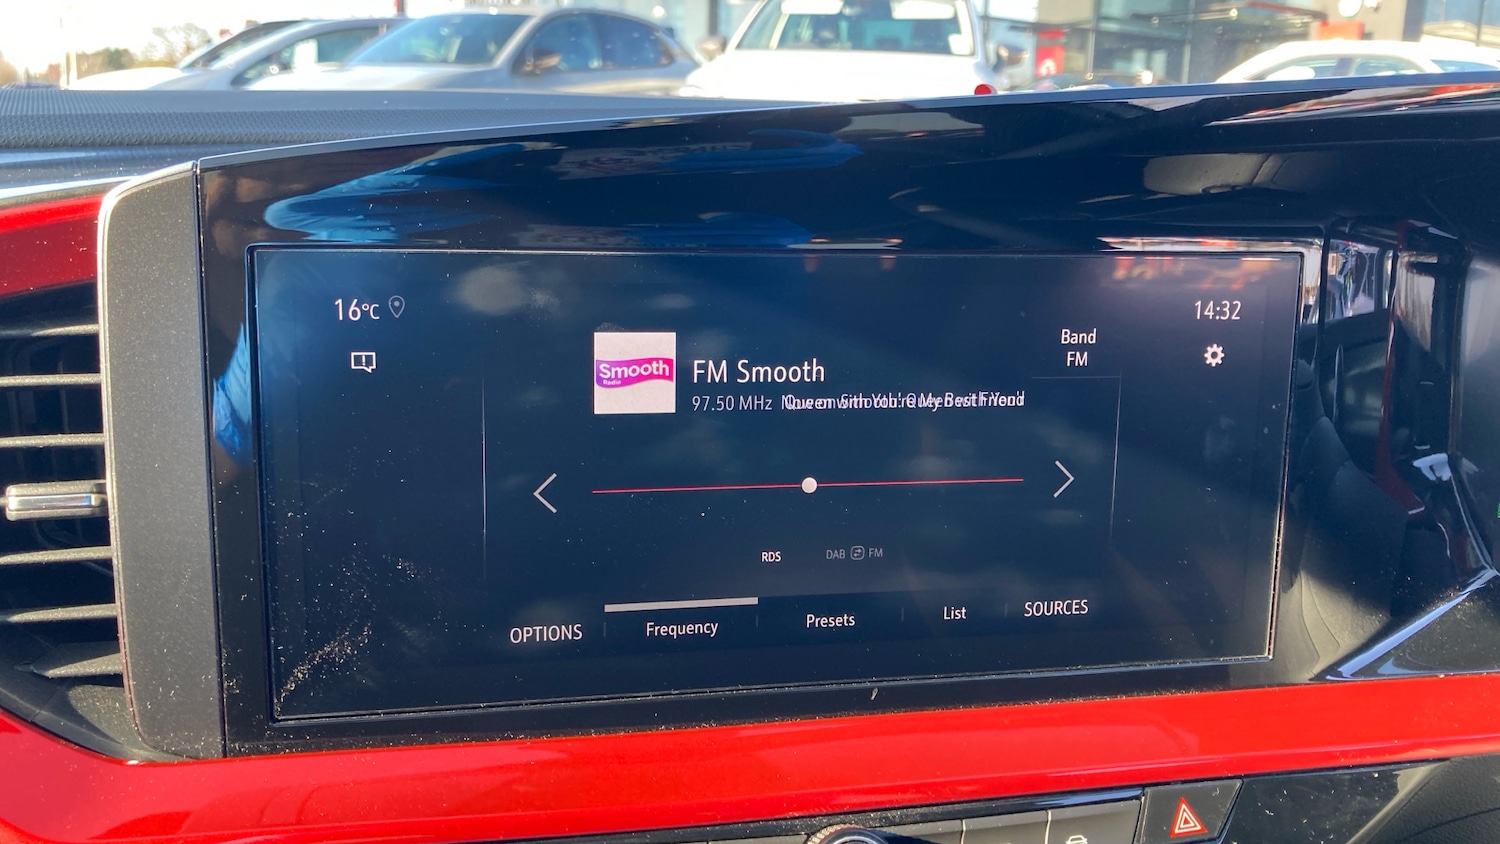 16°C
14:32
Smooth
Radio
FM Smooth
Band
FM
97.50 MHz
RDS
DAB FM
OPTIONS
Frequency
Presets
List
SOURCES